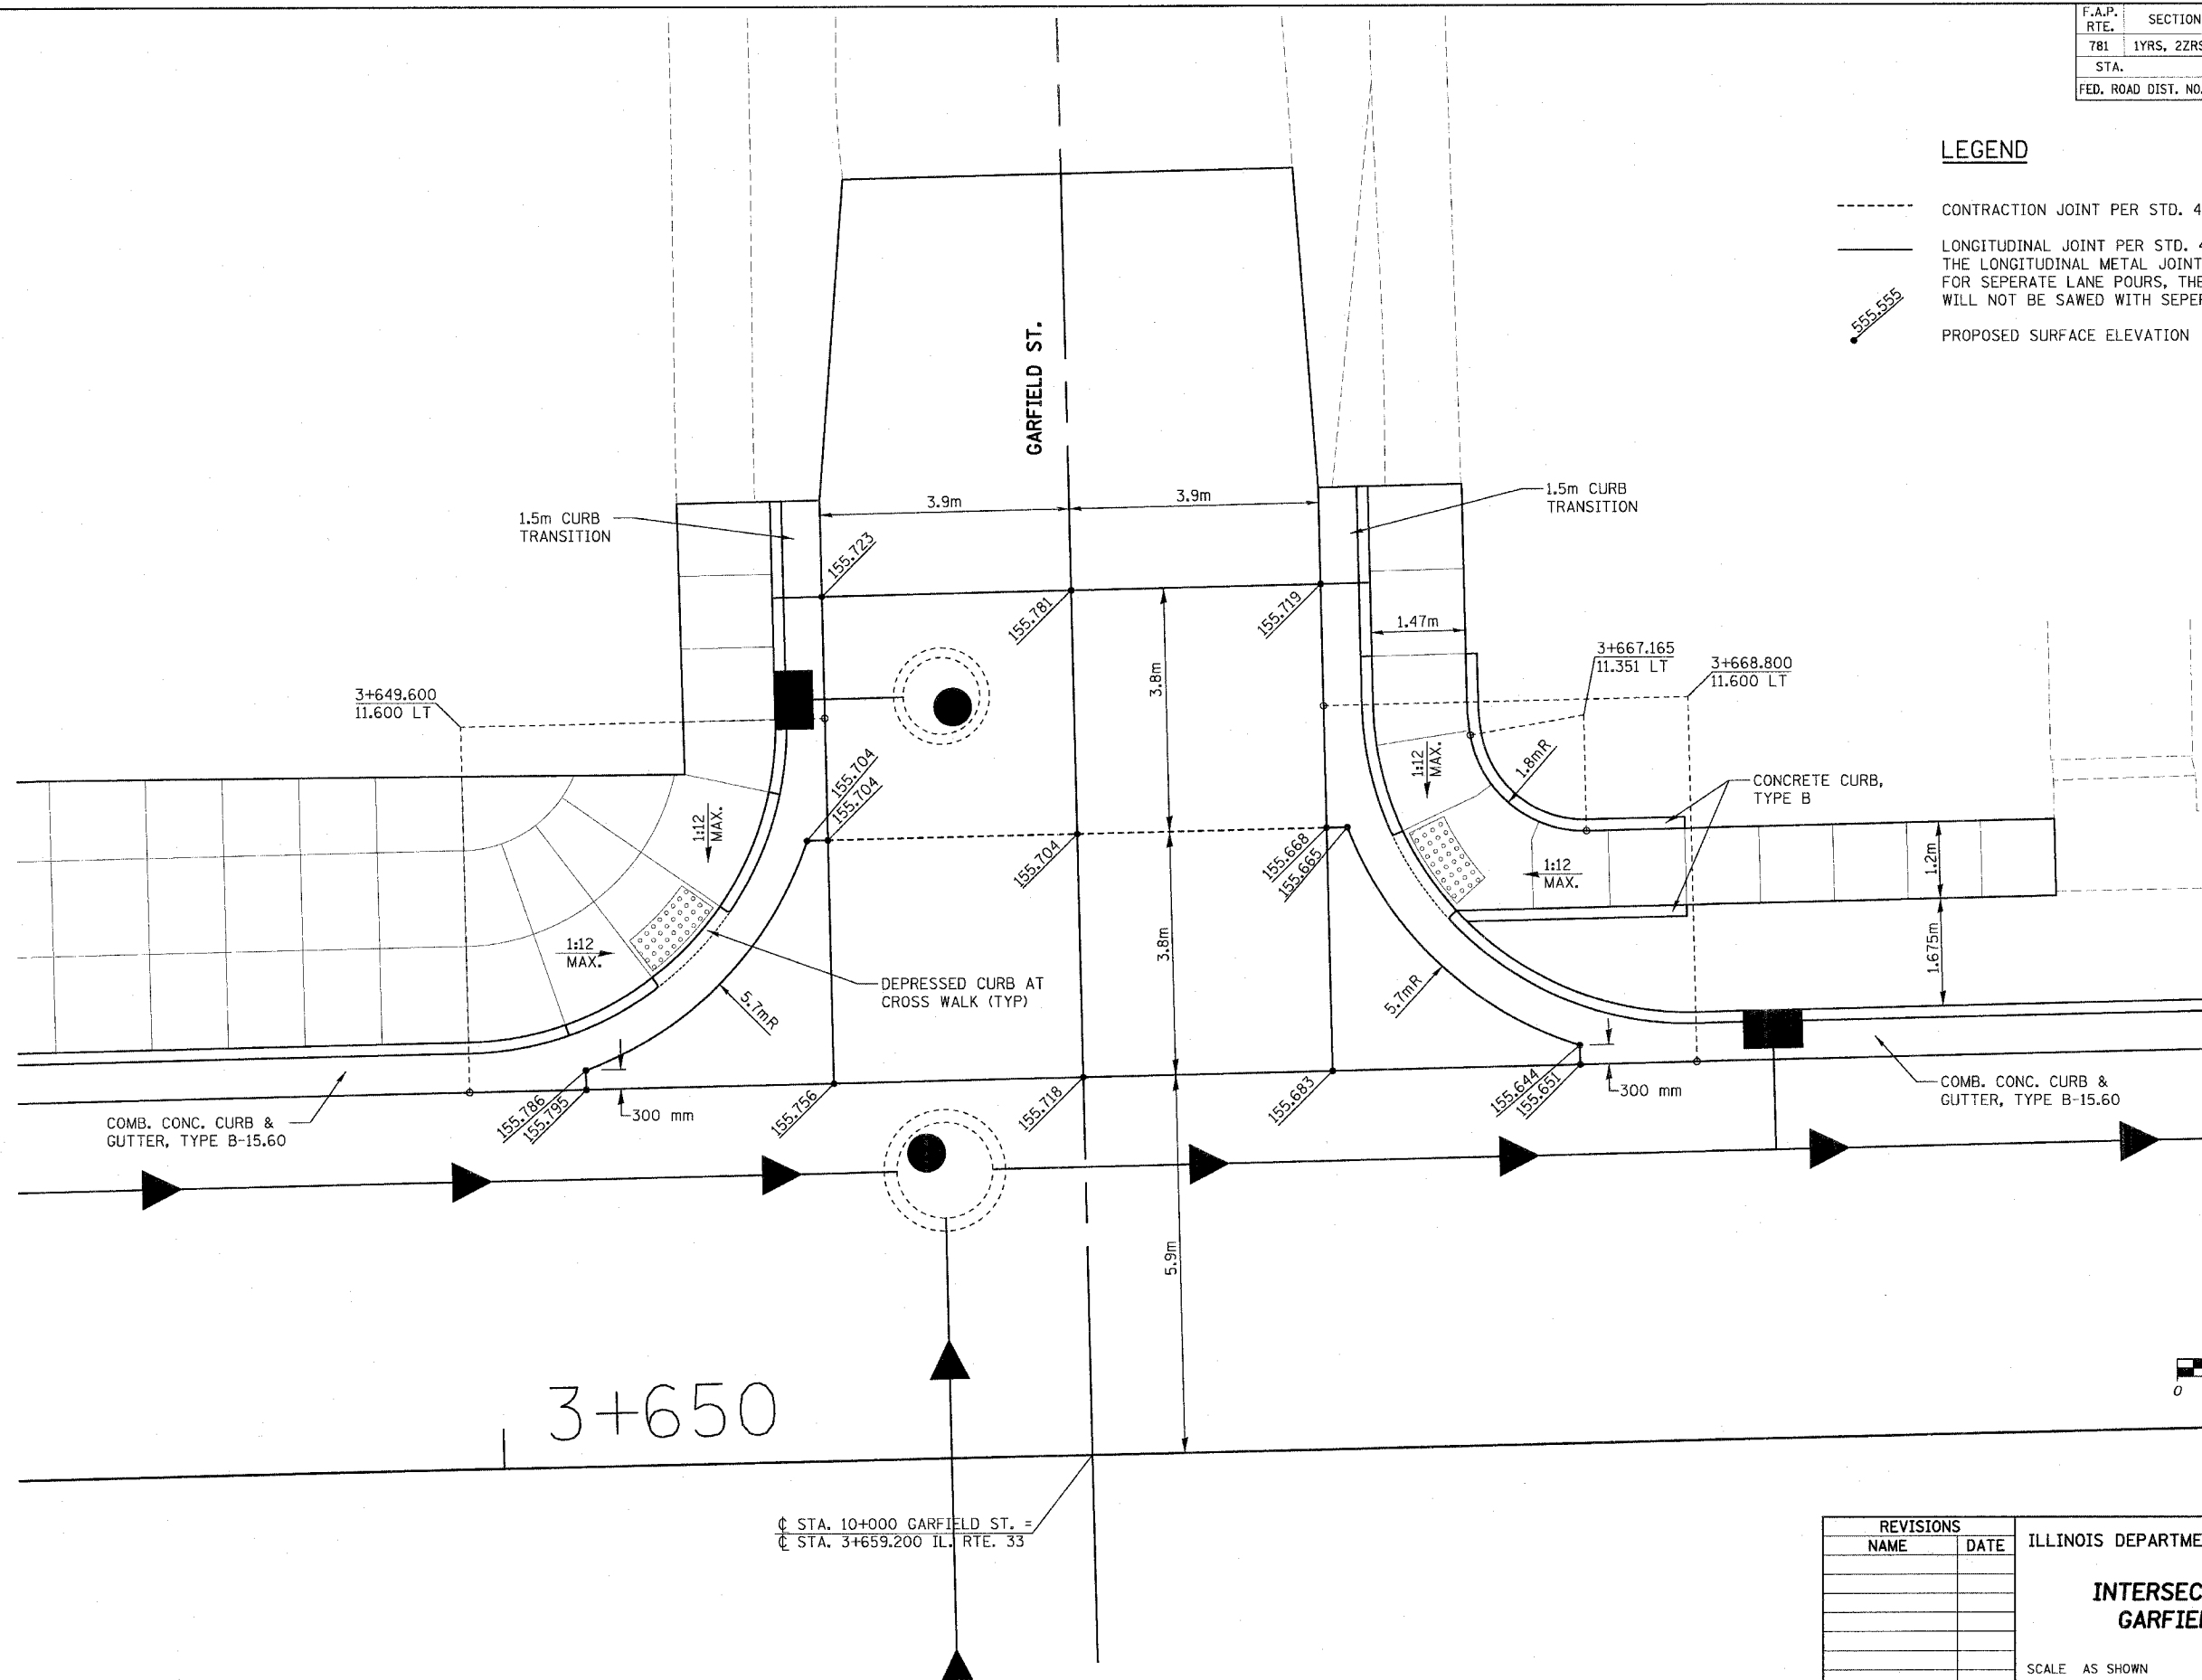 F.A.P. RTE. SECTION
781 1YRS, 2ZRS
STA.
FED. ROAD DIST. NO.
LEGEND
CONTRACTION JOINT PER STD. 4
LONGITUDINAL JOINT PER STD.
THE LONGITUDINAL METAL JOINT
FOR SEPERATE LANE POURS, THE
WILL NOT BE SAWED WITH
555.555
PROPOSED SURFACE ELEVATION
GARFIELD ST.
1.5m CURB
TRANSITION
3.9m
3.9m
1.5m CURB
TRANSITION
155.723
155.781
155.719
1.47m
3+667.165
11.351 LT
3+668.800
11.600 LT
3+649.600
11.600 LT
3.8m
1:12
MAX.
155.704
155.704
155.704
155.668
155.665
1:12
MAX.
1.8mR
CONCRETE CURB,
TYPE B
1:12
MAX.
1.2m
1:12
MAX.
DEPRESSED CURB AT
CROSS WALK (TYP)
5.7mR
3.8m
5.7mR
1.675m
COMB. CONC. CURB &
GUTTER, TYPE B-15.60
155.786
155.795
300 mm
155.756
155.718
155.683
155.644
155.651
300 mm
COMB. CONC. CURB &
GUTTER, TYPE B-15.60
5.9m
3+650
0
℄ STA. 10+000 GARFIELD ST. =
℄ STA. 3+659.200 IL. RTE. 33
REVISIONS
NAME DATE
ILLINOIS DEPARTME
INTERSEC
GARFIE
SCALE AS SHOWN